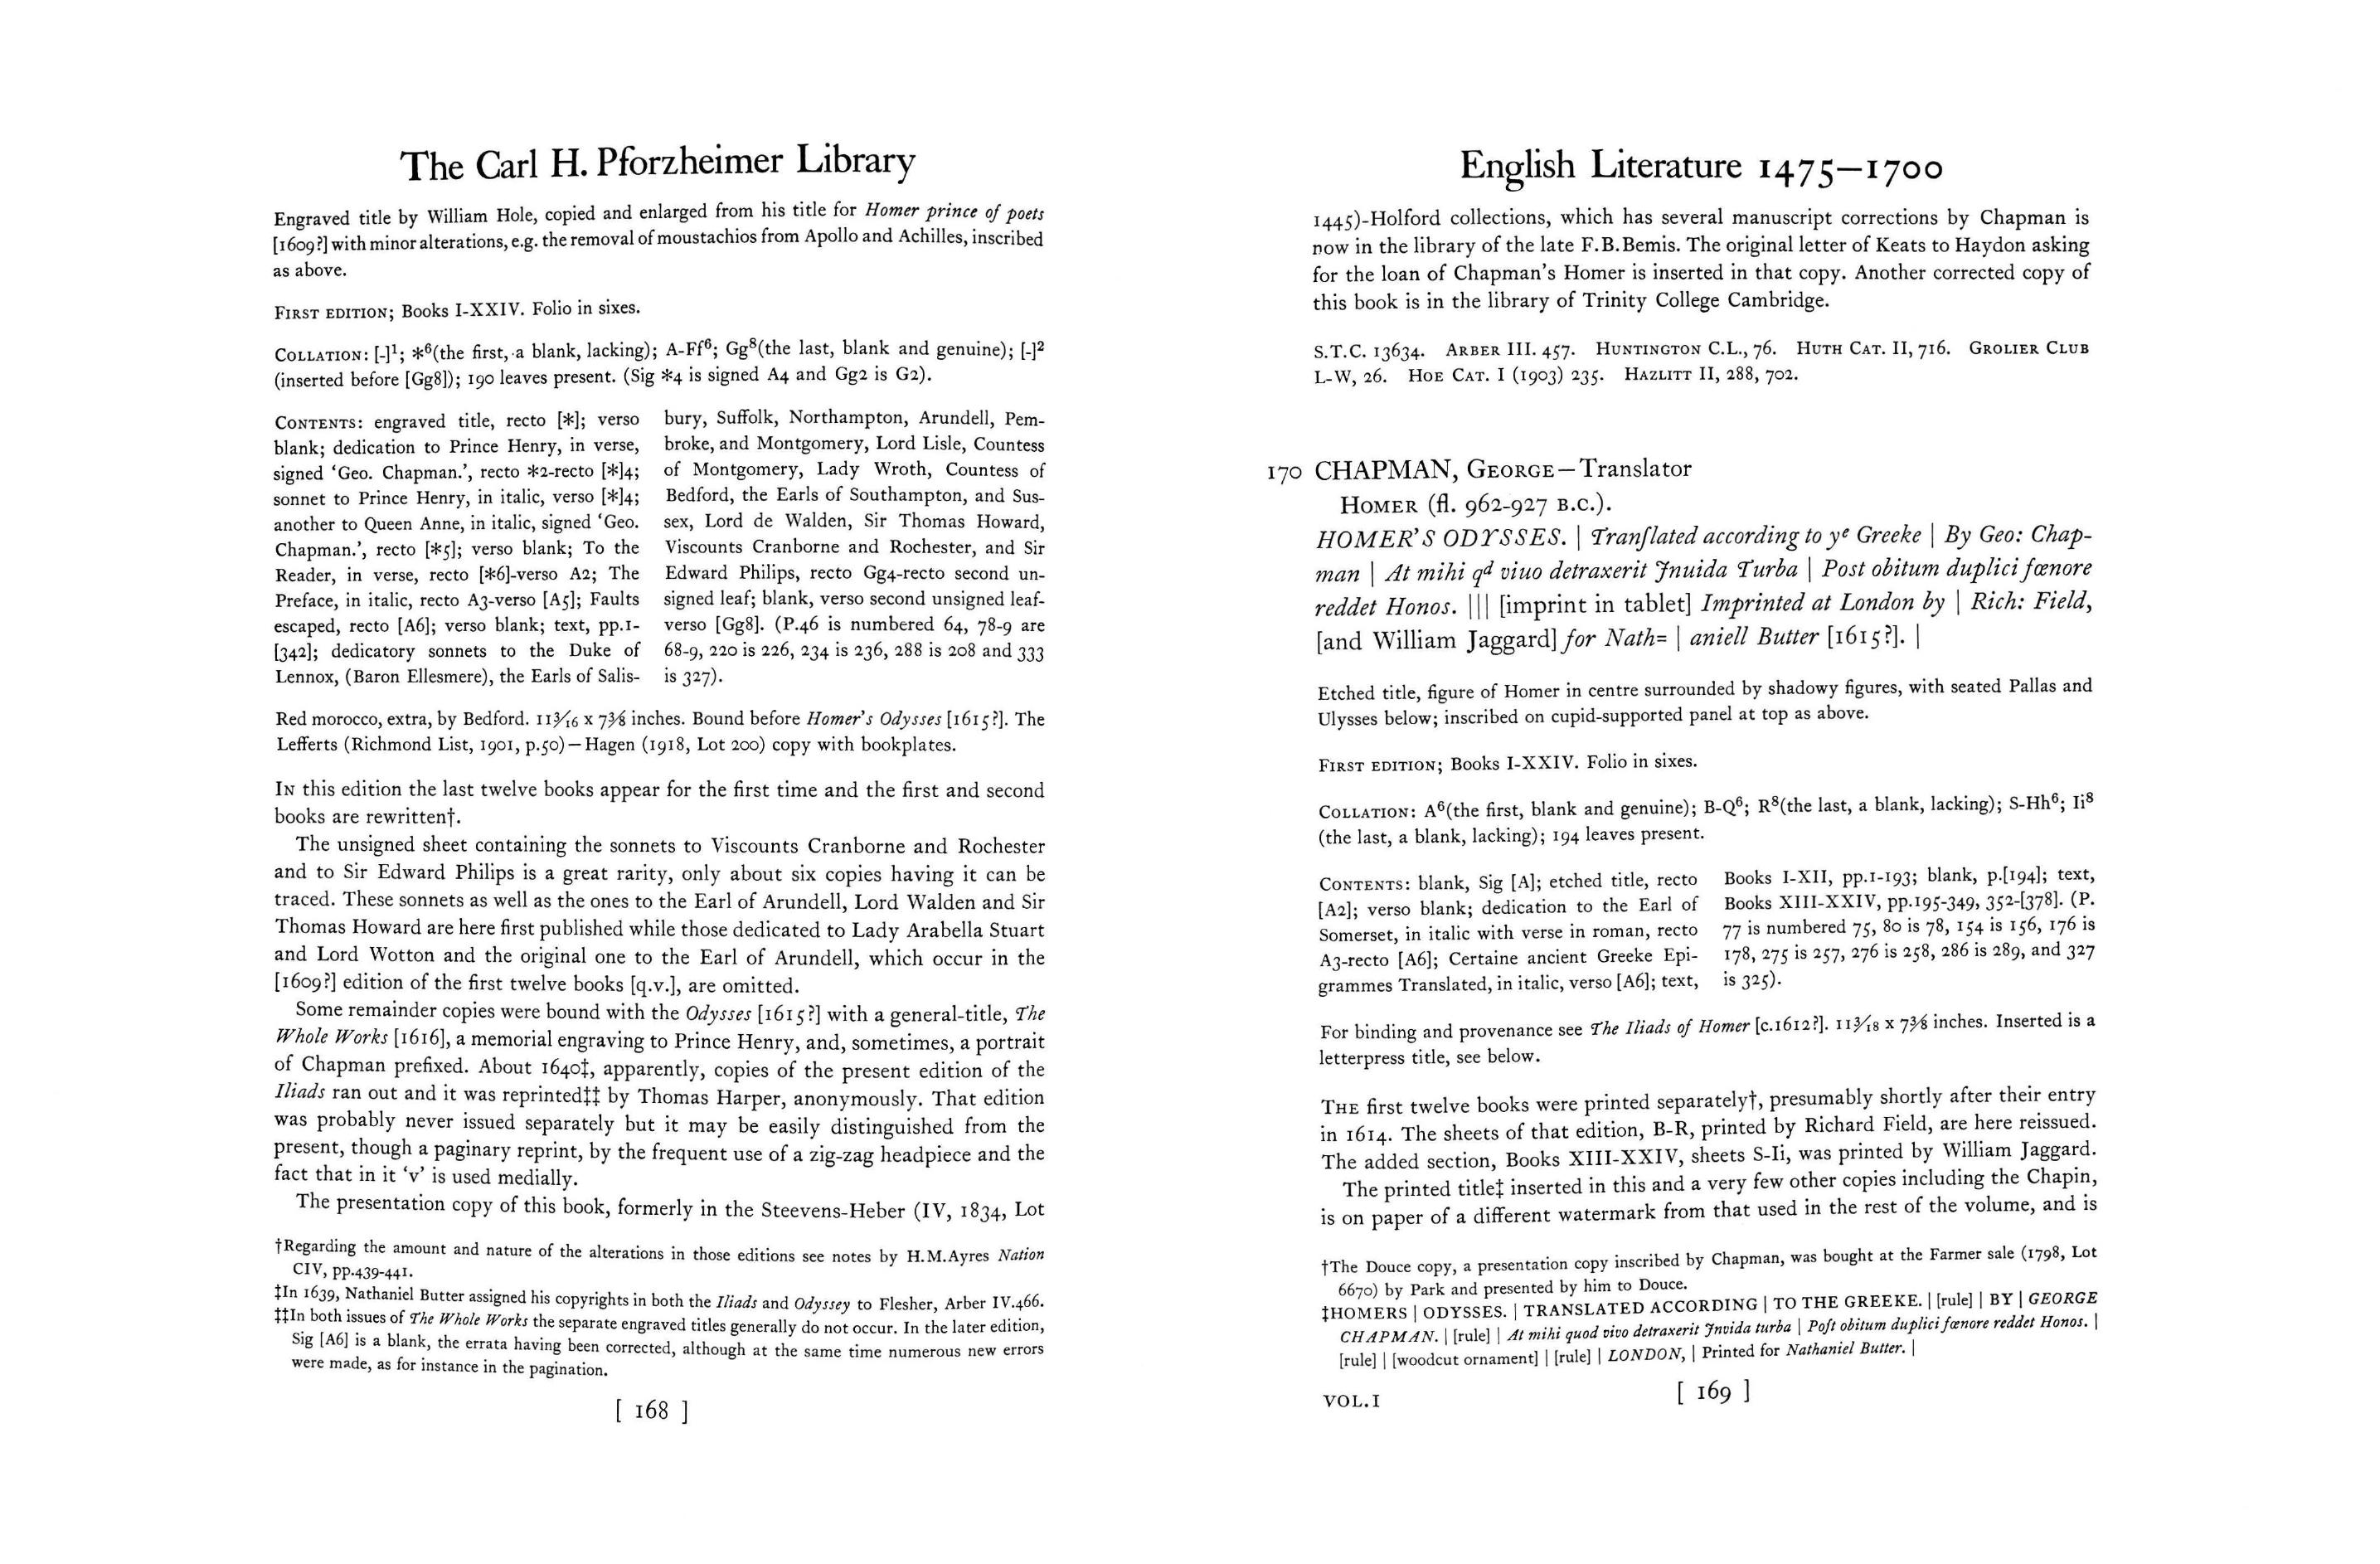 The Carl H. Pforzheimer Library
Engraved title by William Hole, copied and enlarged from his title for Homer prince of poets
[1609?] with minor alterations, e.g. the removal of moustachios from Apollo and Achilles, inscribed
as above.
FIRST EDITION; Books I-XXIV. Folio in sixes.
COLLATION: [-]¹; *⁶(the first, a blank, lacking); A-Ff⁶; Gg⁸(the last, blank and genuine); [-]²
(inserted before [Gg8]); 190 leaves present. (Sig *4 is signed A4 and Gg2 is G2).
CONTENTS: engraved title, recto [*]; verso
blank; dedication to Prince Henry, in verse,
signed ‘Geo. Chapman.’, recto *2-recto [*]4;
sonnet to Prince Henry, in italic, verso [*]4;
another to Queen Anne, in italic, signed ‘Geo.
Chapman.’, recto [*5]; verso blank; To the
Reader, in verse, recto [*6]-verso A2; The
Preface, in italic, recto A3-verso [A5]; Faults
escaped, recto [A6]; verso blank; text, pp.1-
[342]; dedicatory sonnets to the Duke of
Lennox, (Baron Ellesmere), the Earls of Salis-
bury, Suffolk, Northampton, Arundell, Pem-
broke, and Montgomery, Lord Lisle, Countess
of Montgomery, Lady Wroth, Countess of
Bedford, the Earls of Southampton, and Sus-
sex, Lord de Walden, Sir Thomas Howard,
Viscounts Cranborne and Rochester, and Sir
Edward Philips, recto Gg4-recto second un-
signed leaf; blank, verso second unsigned leaf-
verso [Gg8]. (P.46 is numbered 64, 78-9 are
68-9, 220 is 226, 234 is 236, 288 is 208 and 333
is 327).
Red morocco, extra, by Bedford. 11 3/16 x 7 3/8 inches. Bound before Homer's Odysses [1615?]. The
Lefferts (Richmond List, 1901, p.50)—Hagen (1918, Lot 200) copy with bookplates.
IN this edition the last twelve books appear for the first time and the first and second
books are rewritten†.
The unsigned sheet containing the sonnets to Viscounts Cranborne and Rochester
and to Sir Edward Philips is a great rarity, only about six copies having it can be
traced. These sonnets as well as the ones to the Earl of Arundell, Lord Walden and Sir
Thomas Howard are here first published while those dedicated to Lady Arabella Stuart
and Lord Wotton and the original one to the Earl of Arundell, which occur in the
[1609?] edition of the first twelve books [q.v.], are omitted.
Some remainder copies were bound with the Odysses [1615?] with a general-title, The
Whole Works [1616], a memorial engraving to Prince Henry, and, sometimes, a portrait
of Chapman prefixed. About 1640‡, apparently, copies of the present edition of the
Iliads ran out and it was reprinted‡‡ by Thomas Harper, anonymously. That edition
was probably never issued separately but it may be easily distinguished from the
present, though a paginary reprint, by the frequent use of a zig-zag headpiece and the
fact that in it ‘v’ is used medially.
The presentation copy of this book, formerly in the Steevens-Heber (IV, 1834, Lot
†Regarding the amount and nature of the alterations in those editions see notes by H.M.Ayres Nation
CIV, pp.439-441.
‡In 1639, Nathaniel Butter assigned his copyrights in both the Iliads and Odyssey to Flesher, Arber IV.466.
‡‡In both issues of The Whole Works the separate engraved titles generally do not occur. In the later edition,
Sig [A6] is a blank, the errata having been corrected, although at the same time numerous new errors
were made, as for instance in the pagination.
[ 168 ]
English Literature 1475—1700
1445)-Holford collections, which has several manuscript corrections by Chapman is
now in the library of the late F.B.Bemis. The original letter of Keats to Haydon asking
for the loan of Chapman's Homer is inserted in that copy. Another corrected copy of
this book is in the library of Trinity College Cambridge.
S.T.C. 13634. ARBER III. 457. HUNTINGTON C.L., 76. HUTH CAT. II, 716. GROLIER CLUB
L-W, 26. HOE CAT. I (1903) 235. HAZLITT II, 288, 702.
170 CHAPMAN, GEORGE—Translator
HOMER (fl. 962-927 B.C.).
HOMER'S ODYSSES. | Tranſlated according to yᵉ Greeke | By Geo: Chap-
man | At mihi qᵈ viuo detraxerit Jnuida Turba | Post obitum duplici fœnore
reddet Honos. ||| [imprint in tablet] Imprinted at London by | Rich: Field,
[and William Jaggard] for Nath= | aniell Butter [1615?]. |
Etched title, figure of Homer in centre surrounded by shadowy figures, with seated Pallas and
Ulysses below; inscribed on cupid-supported panel at top as above.
FIRST EDITION; Books I-XXIV. Folio in sixes.
COLLATION: A⁶(the first, blank and genuine); B-Q⁶; R⁸(the last, a blank, lacking); S-Hh⁶; Ii⁸
(the last, a blank, lacking); 194 leaves present.
CONTENTS: blank, Sig [A]; etched title, recto
[A2]; verso blank; dedication to the Earl of
Somerset, in italic with verse in roman, recto
A3-recto [A6]; Certaine ancient Greeke Epi-
grammes Translated, in italic, verso [A6]; text,
Books I-XII, pp.1-193; blank, p.[194]; text,
Books XIII-XXIV, pp.195-349, 352-[378]. (P.
77 is numbered 75, 80 is 78, 154 is 156, 176 is
178, 275 is 257, 276 is 258, 286 is 289, and 327
is 325).
For binding and provenance see The Iliads of Homer [c.1612?]. 11 3/18 x 7 3/8 inches. Inserted is a
letterpress title, see below.
THE first twelve books were printed separately†, presumably shortly after their entry
in 1614. The sheets of that edition, B-R, printed by Richard Field, are here reissued.
The added section, Books XIII-XXIV, sheets S-Ii, was printed by William Jaggard.
The printed title‡ inserted in this and a very few other copies including the Chapin,
is on paper of a different watermark from that used in the rest of the volume, and is
†The Douce copy, a presentation copy inscribed by Chapman, was bought at the Farmer sale (1798, Lot
6670) by Park and presented by him to Douce.
‡HOMERS | ODYSSES. | TRANSLATED ACCORDING | TO THE GREEKE. | [rule] | BY | GEORGE
CHAPMAN. | [rule] | At mihi quod vivo detraxerit Jnvida turba | Poſt obitum duplici fœnore reddet Honos. |
[rule] | [woodcut ornament] | [rule] | LONDON, | Printed for Nathaniel Butter. |
VOL.I
[ 169 ]